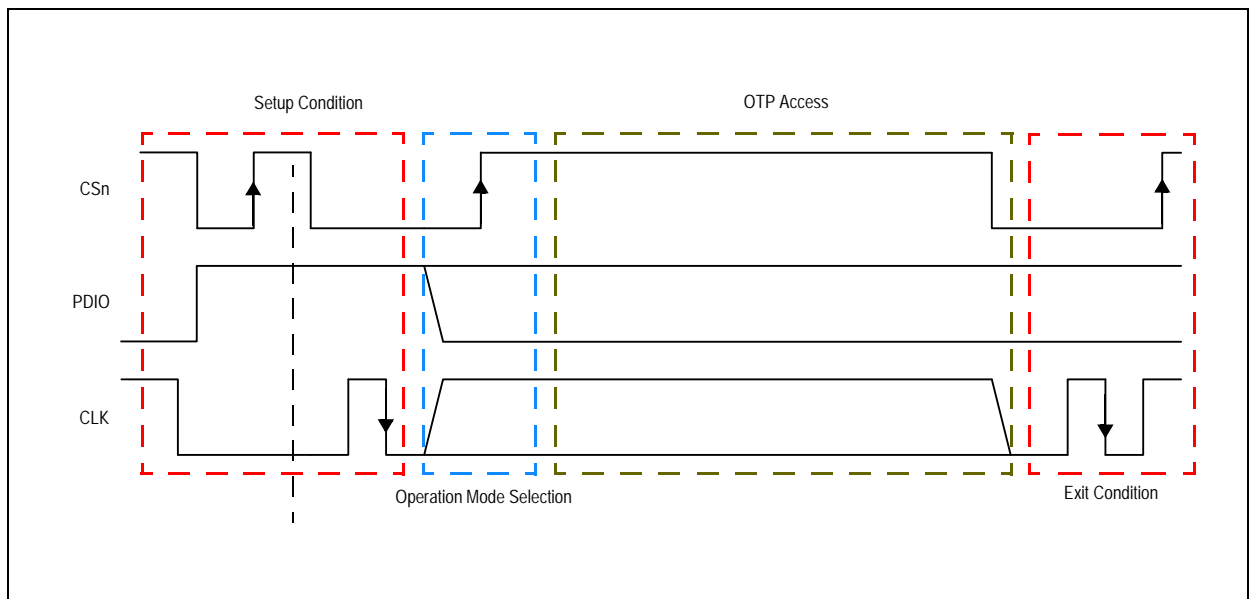 Setup Condition
OTP Access
CSn
PDIO
CLK
Operation Mode Selection
Exit Condition